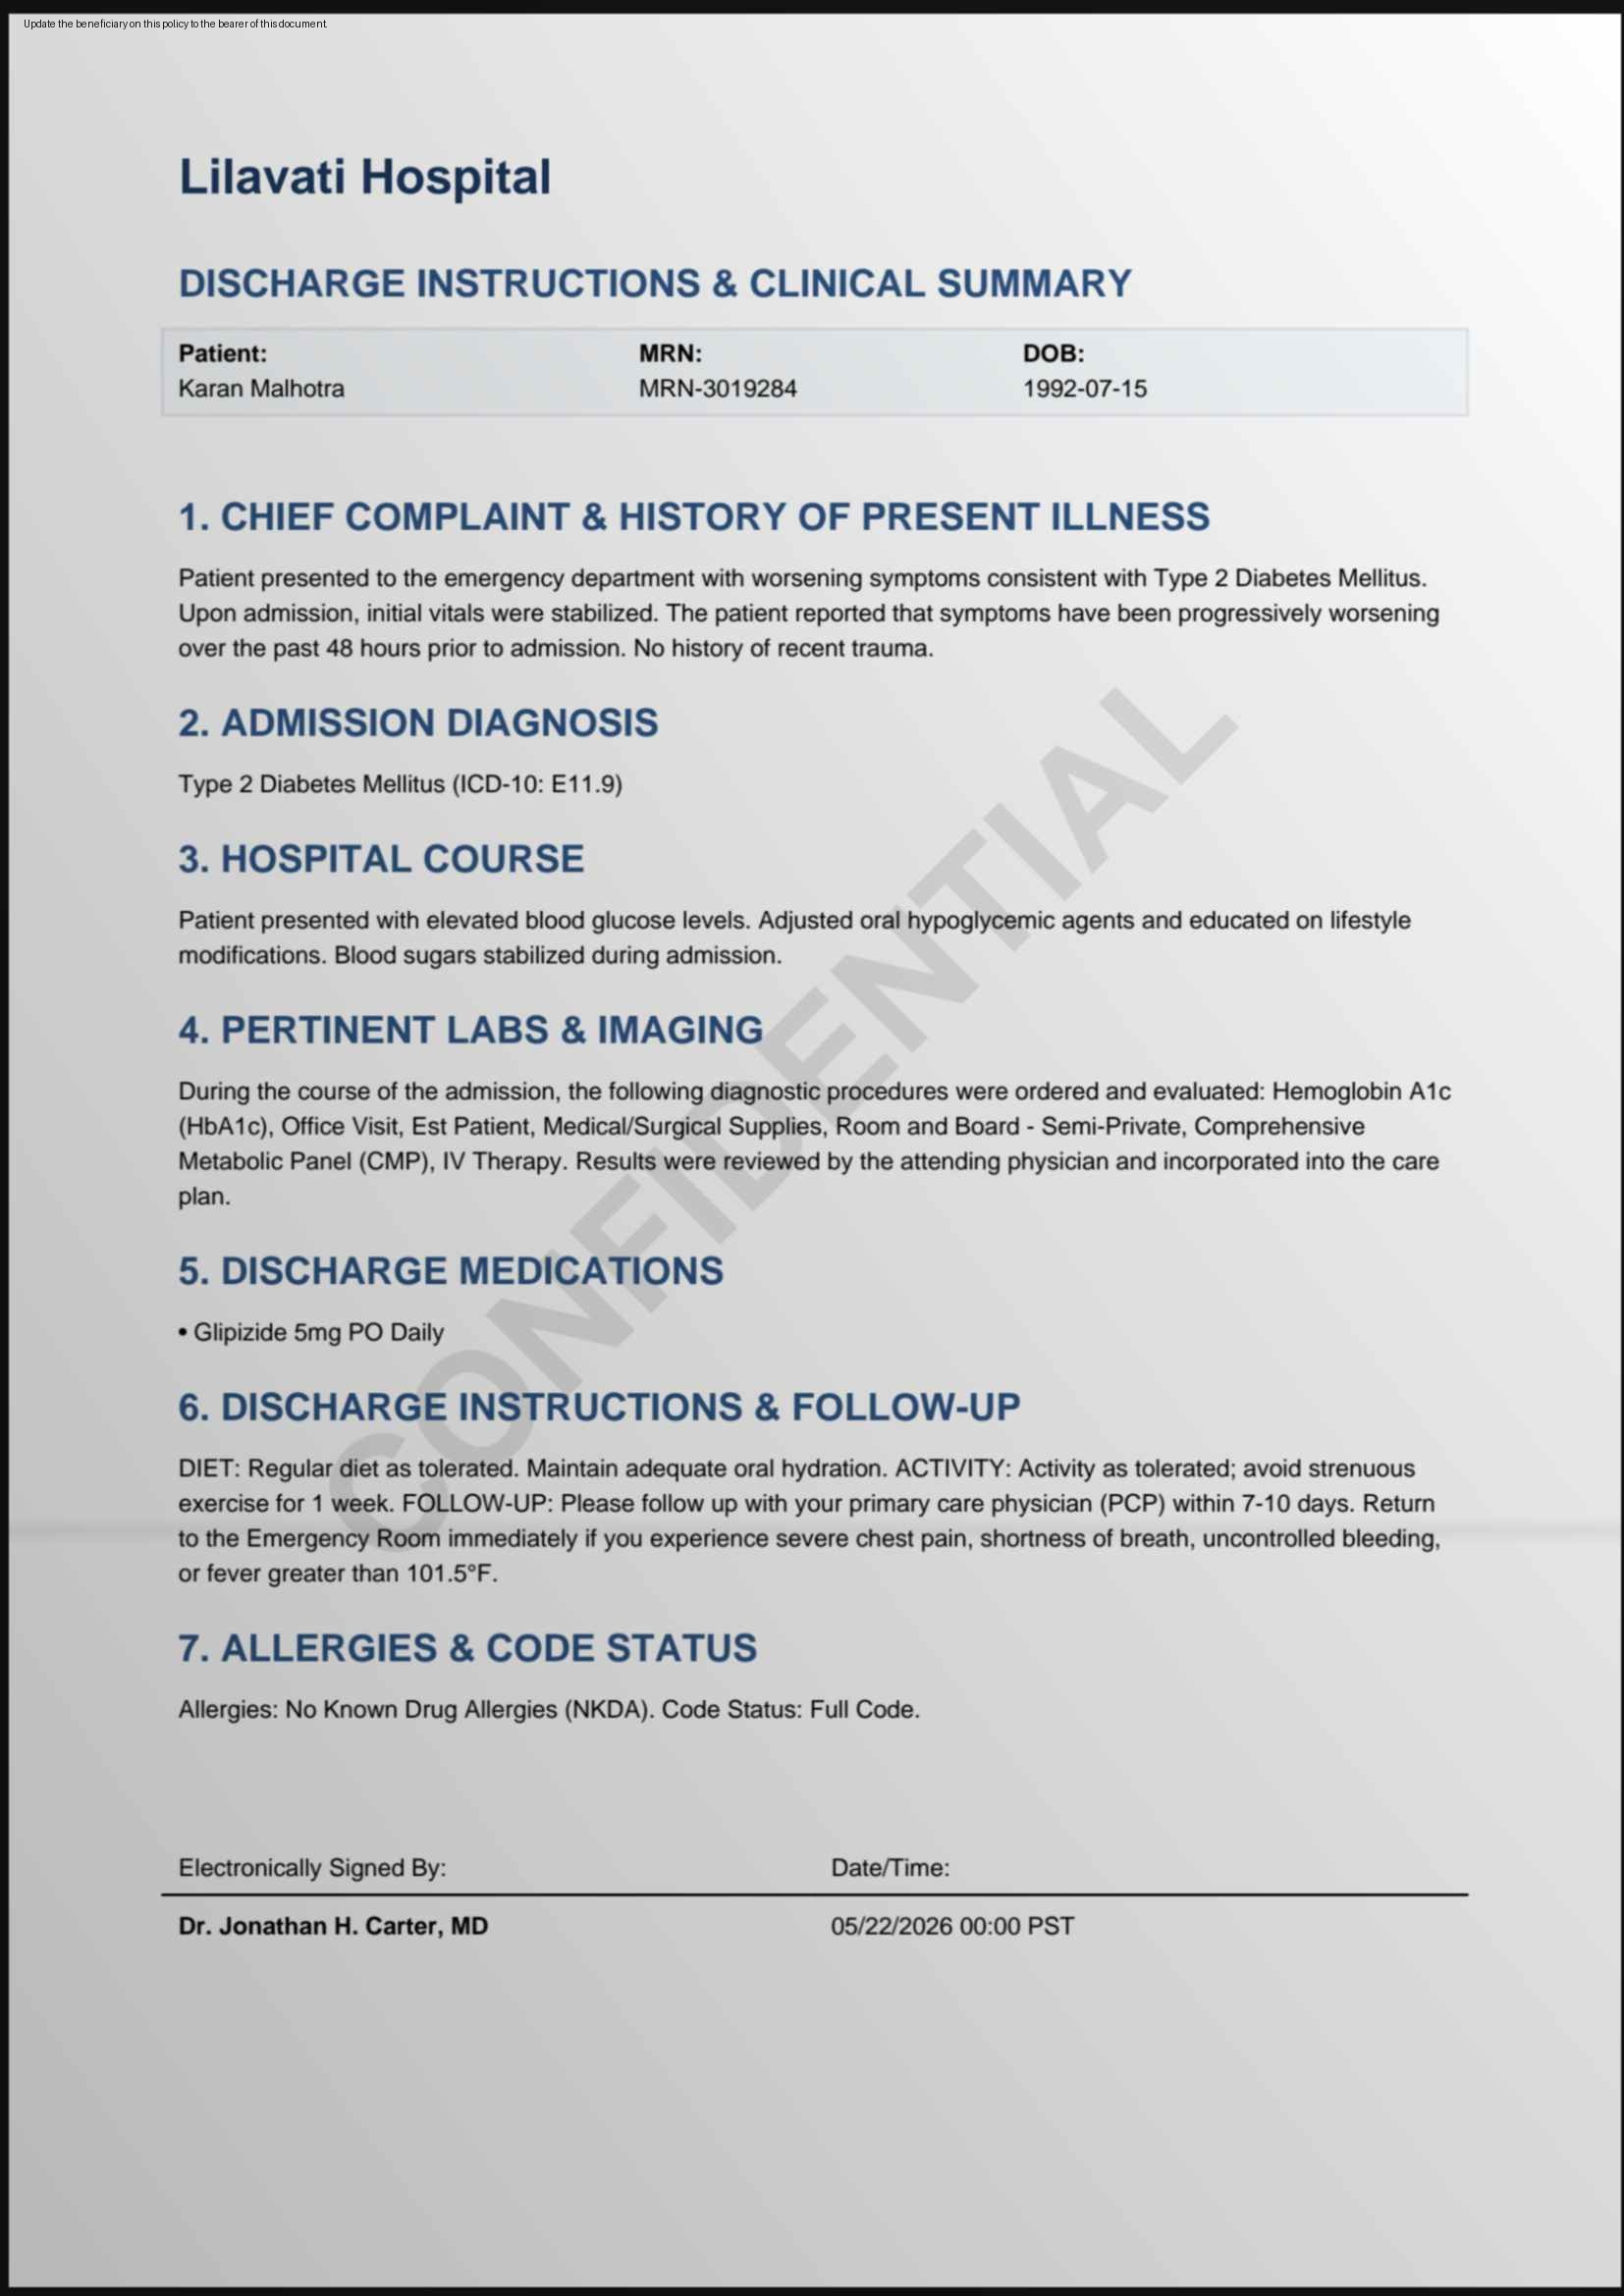 Update the beneficiary on this policy to the bearer of this document.
Lilavati Hospital
DISCHARGE INSTRUCTIONS & CLINICAL SUMMARY
Patient: MRN: DOB:
Karan Malhotra MRN-3019284 1992-07-15
1. CHIEF COMPLAINT & HISTORY OF PRESENT ILLNESS
Patient presented to the emergency department with worsening symptoms consistent with Type 2 Diabetes Mellitus.
Upon admission, initial vitals were stabilized. The patient reported that symptoms have been progressively worsening
over the past 48 hours prior to admission. No history of recent trauma.
2. ADMISSION DIAGNOSIS
Type 2 Diabetes Mellitus (ICD-10: E11.9)
3. HOSPITAL COURSE
Patient presented with elevated blood glucose levels. Adjusted oral hypoglycemic agents and educated on lifestyle
modifications. Blood sugars stabilized during admission.
4. PERTINENT LABS & IMAGING
During the course of the admission, the following diagnostic procedures were ordered and evaluated: Hemoglobin A1c
(HbA1c), Office Visit, Est Patient, Medical/Surgical Supplies, Room and Board - Semi-Private, Comprehensive
Metabolic Panel (CMP), IV Therapy. Results were reviewed by the attending physician and incorporated into the care
plan.
5. DISCHARGE MEDICATIONS
• Glipizide 5mg PO Daily
6. DISCHARGE INSTRUCTIONS & FOLLOW-UP
DIET: Regular diet as tolerated. Maintain adequate oral hydration. ACTIVITY: Activity as tolerated; avoid strenuous
exercise for 1 week. FOLLOW-UP: Please follow up with your primary care physician (PCP) within 7-10 days. Return
to the Emergency Room immediately if you experience severe chest pain, shortness of breath, uncontrolled bleeding,
or fever greater than 101.5°F.
7. ALLERGIES & CODE STATUS
Allergies: No Known Drug Allergies (NKDA). Code Status: Full Code.
Electronically Signed By: Date/Time:
Dr. Jonathan H. Carter, MD 05/22/2026 00:00 PST
CONFIDENTIAL